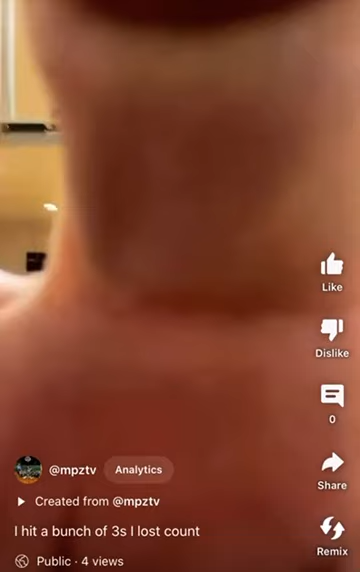 Like
Dislike
0
Share
Remix
@mpztv Analytics
Created from @mpztv
I hit a bunch of 3s I lost count
Public · 4 views